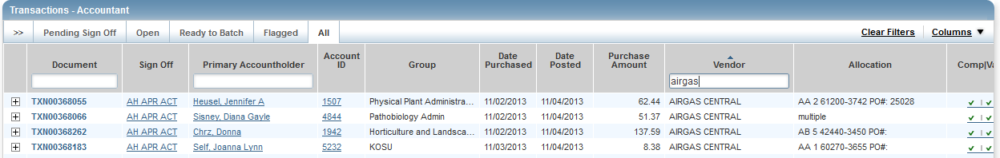 Transactions - Accountant
>> Pending Sign Off Open Ready to Batch Flagged All Clear Filters Columns
Document Sign Off Primary Accountholder Account ID Group Date Purchased Date Posted Purchase Amount Vendor Allocation Comp|Va
airgas
TXN00368055 AH APR ACT Heusel, Jennifer A 1507 Physical Plant Administra... 11/02/2013 11/04/2013 62.44 AIRGAS CENTRAL AA 2 61200-3742 PO#: 25028
TXN00368066 AH APR ACT Sisney, Diana Gayle 4844 Pathobiology Admin 11/02/2013 11/04/2013 51.37 AIRGAS CENTRAL multiple
TXN00368262 AH APR ACT Chrz, Donna 1942 Horticulture and Landsca... 11/02/2013 11/04/2013 137.59 AIRGAS CENTRAL AB 5 42440-3450 PO#:
TXN00368183 AH APR ACT Self, Joanna Lynn 5232 KOSU 11/03/2013 11/04/2013 8.38 AIRGAS CENTRAL AA 1 60270-3655 PO#: